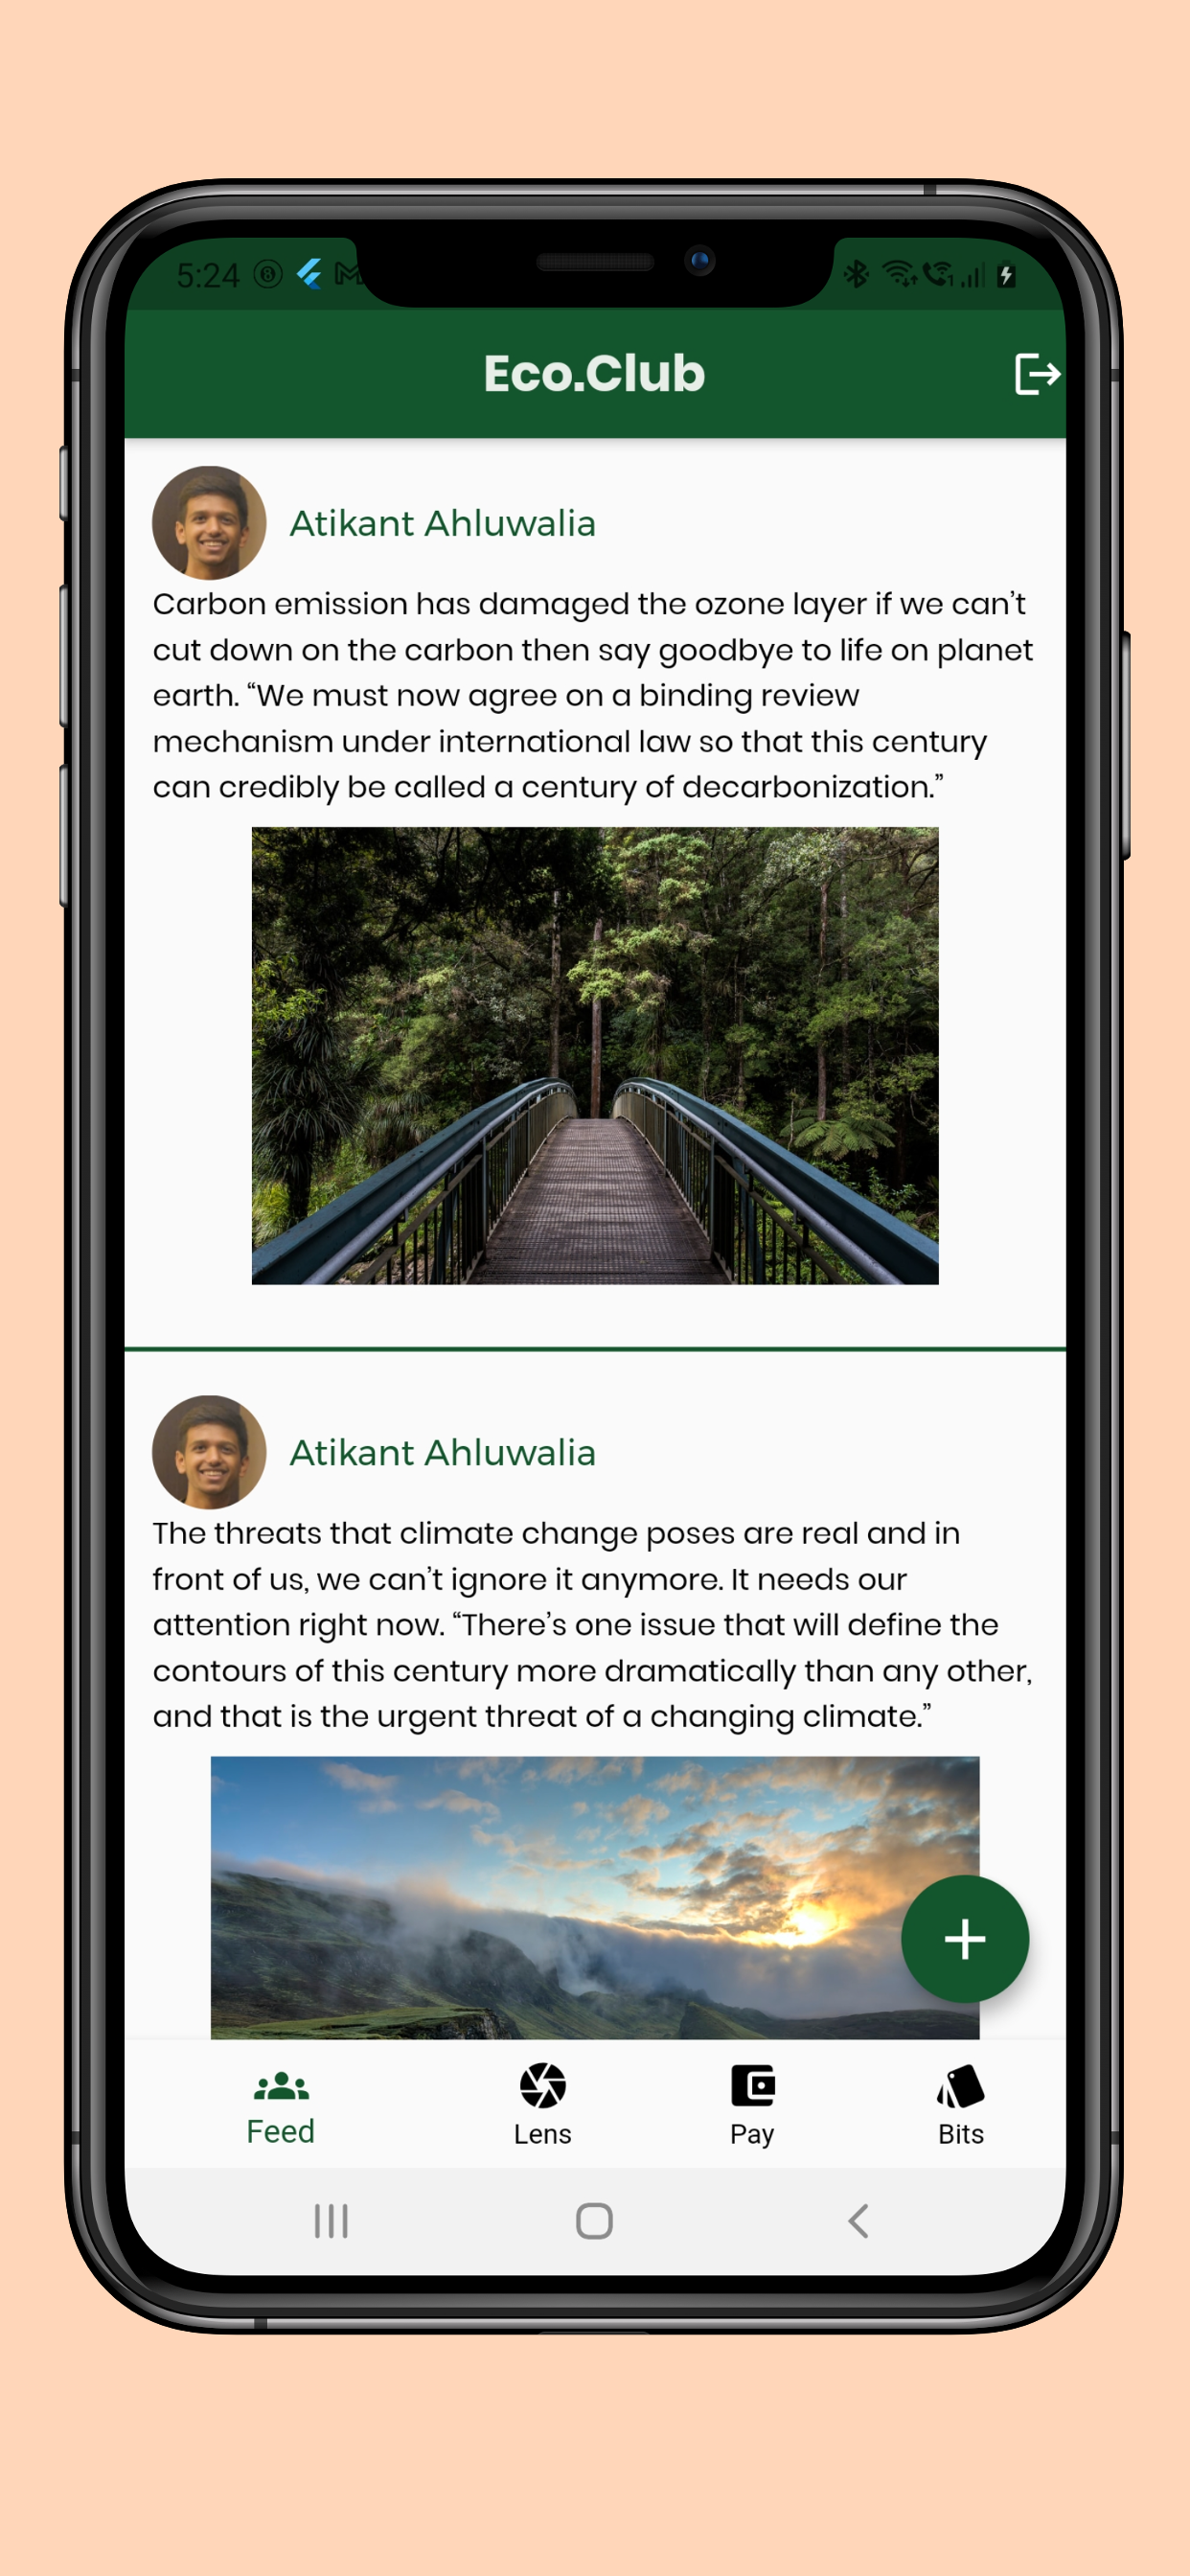 5:24
Eco.Club
Atikant Ahluwalia
Carbon emission has damaged the ozone layer if we can’t
cut down on the carbon then say goodbye to life on planet
earth. “We must now agree on a binding review
mechanism under international law so that this century
can credibly be called a century of decarbonization.”
Atikant Ahluwalia
The threats that climate change poses are real and in
front of us, we can’t ignore it anymore. It needs our
attention right now. “There’s one issue that will define the
contours of this century more dramatically than any other,
and that is the urgent threat of a changing climate.”
Feed
Lens
Pay
Bits